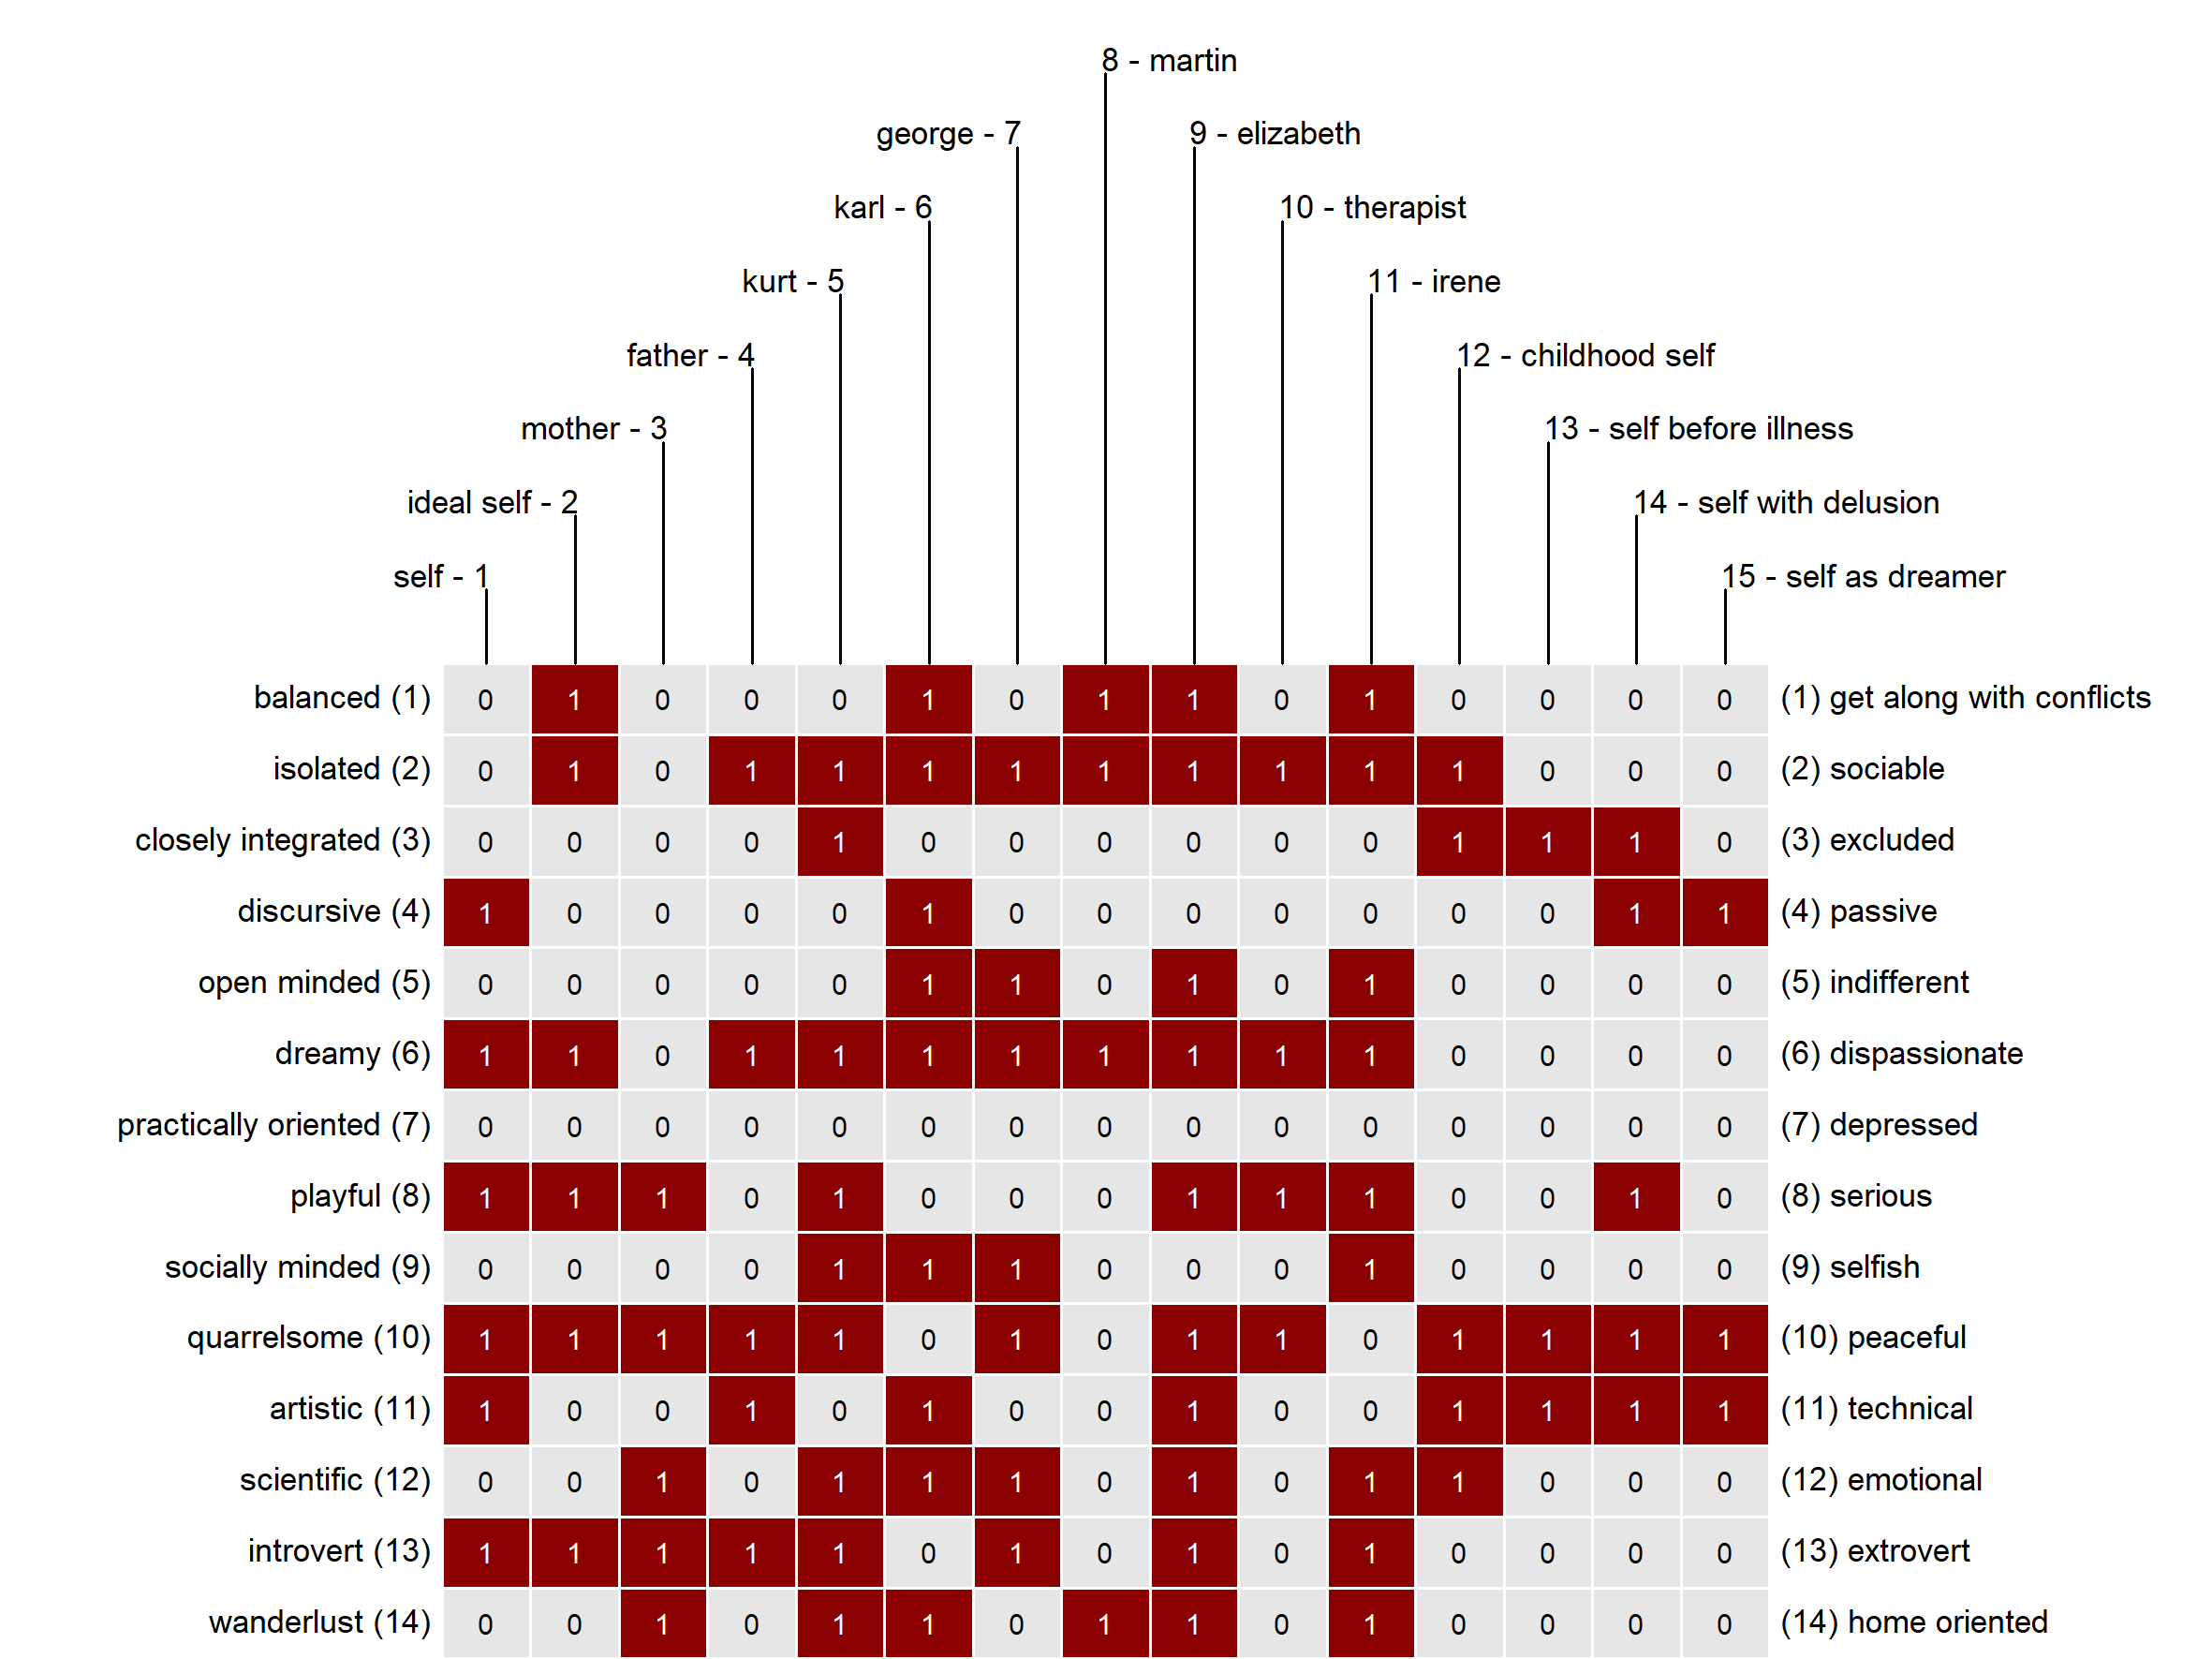 8 - martin
george - 7
9 - elizabeth
karl - 6
10 - therapist
kurt - 5
11 - irene
father - 4
12 - childhood self
mother - 3
13 - self before illness
ideal self - 2
14 - self with delusion
self - 1
15 - self as dreamer
balanced (1) 0 1 0 0 0 1 0 1 1 0 1 0 0 0 0 (1) get along with conflicts
isolated (2) 0 1 0 1 1 1 1 1 1 1 1 1 0 0 0 (2) sociable
closely integrated (3) 0 0 0 0 1 0 0 0 0 0 0 1 1 1 0 (3) excluded
discursive (4) 1 0 0 0 0 1 0 0 0 0 0 0 0 1 1 (4) passive
open minded (5) 0 0 0 0 0 1 1 0 1 0 1 0 0 0 0 (5) indifferent
dreamy (6) 1 1 0 1 1 1 1 1 1 1 1 0 0 0 0 (6) dispassionate
practically oriented (7) 0 0 0 0 0 0 0 0 0 0 0 0 0 0 0 (7) depressed
playful (8) 1 1 1 0 1 0 0 0 1 1 1 0 0 1 0 (8) serious
socially minded (9) 0 0 0 0 1 1 1 0 0 0 1 0 0 0 0 (9) selfish
quarrelsome (10) 1 1 1 1 1 0 1 0 1 1 0 1 1 1 1 (10) peaceful
artistic (11) 1 0 0 1 0 1 0 0 1 0 0 1 1 1 1 (11) technical
scientific (12) 0 0 1 0 1 1 1 0 1 0 1 1 0 0 0 (12) emotional
introvert (13) 1 1 1 1 1 0 1 0 1 0 1 0 0 0 0 (13) extrovert
wanderlust (14) 0 0 1 0 1 1 0 1 1 0 1 0 0 0 0 (14) home oriented